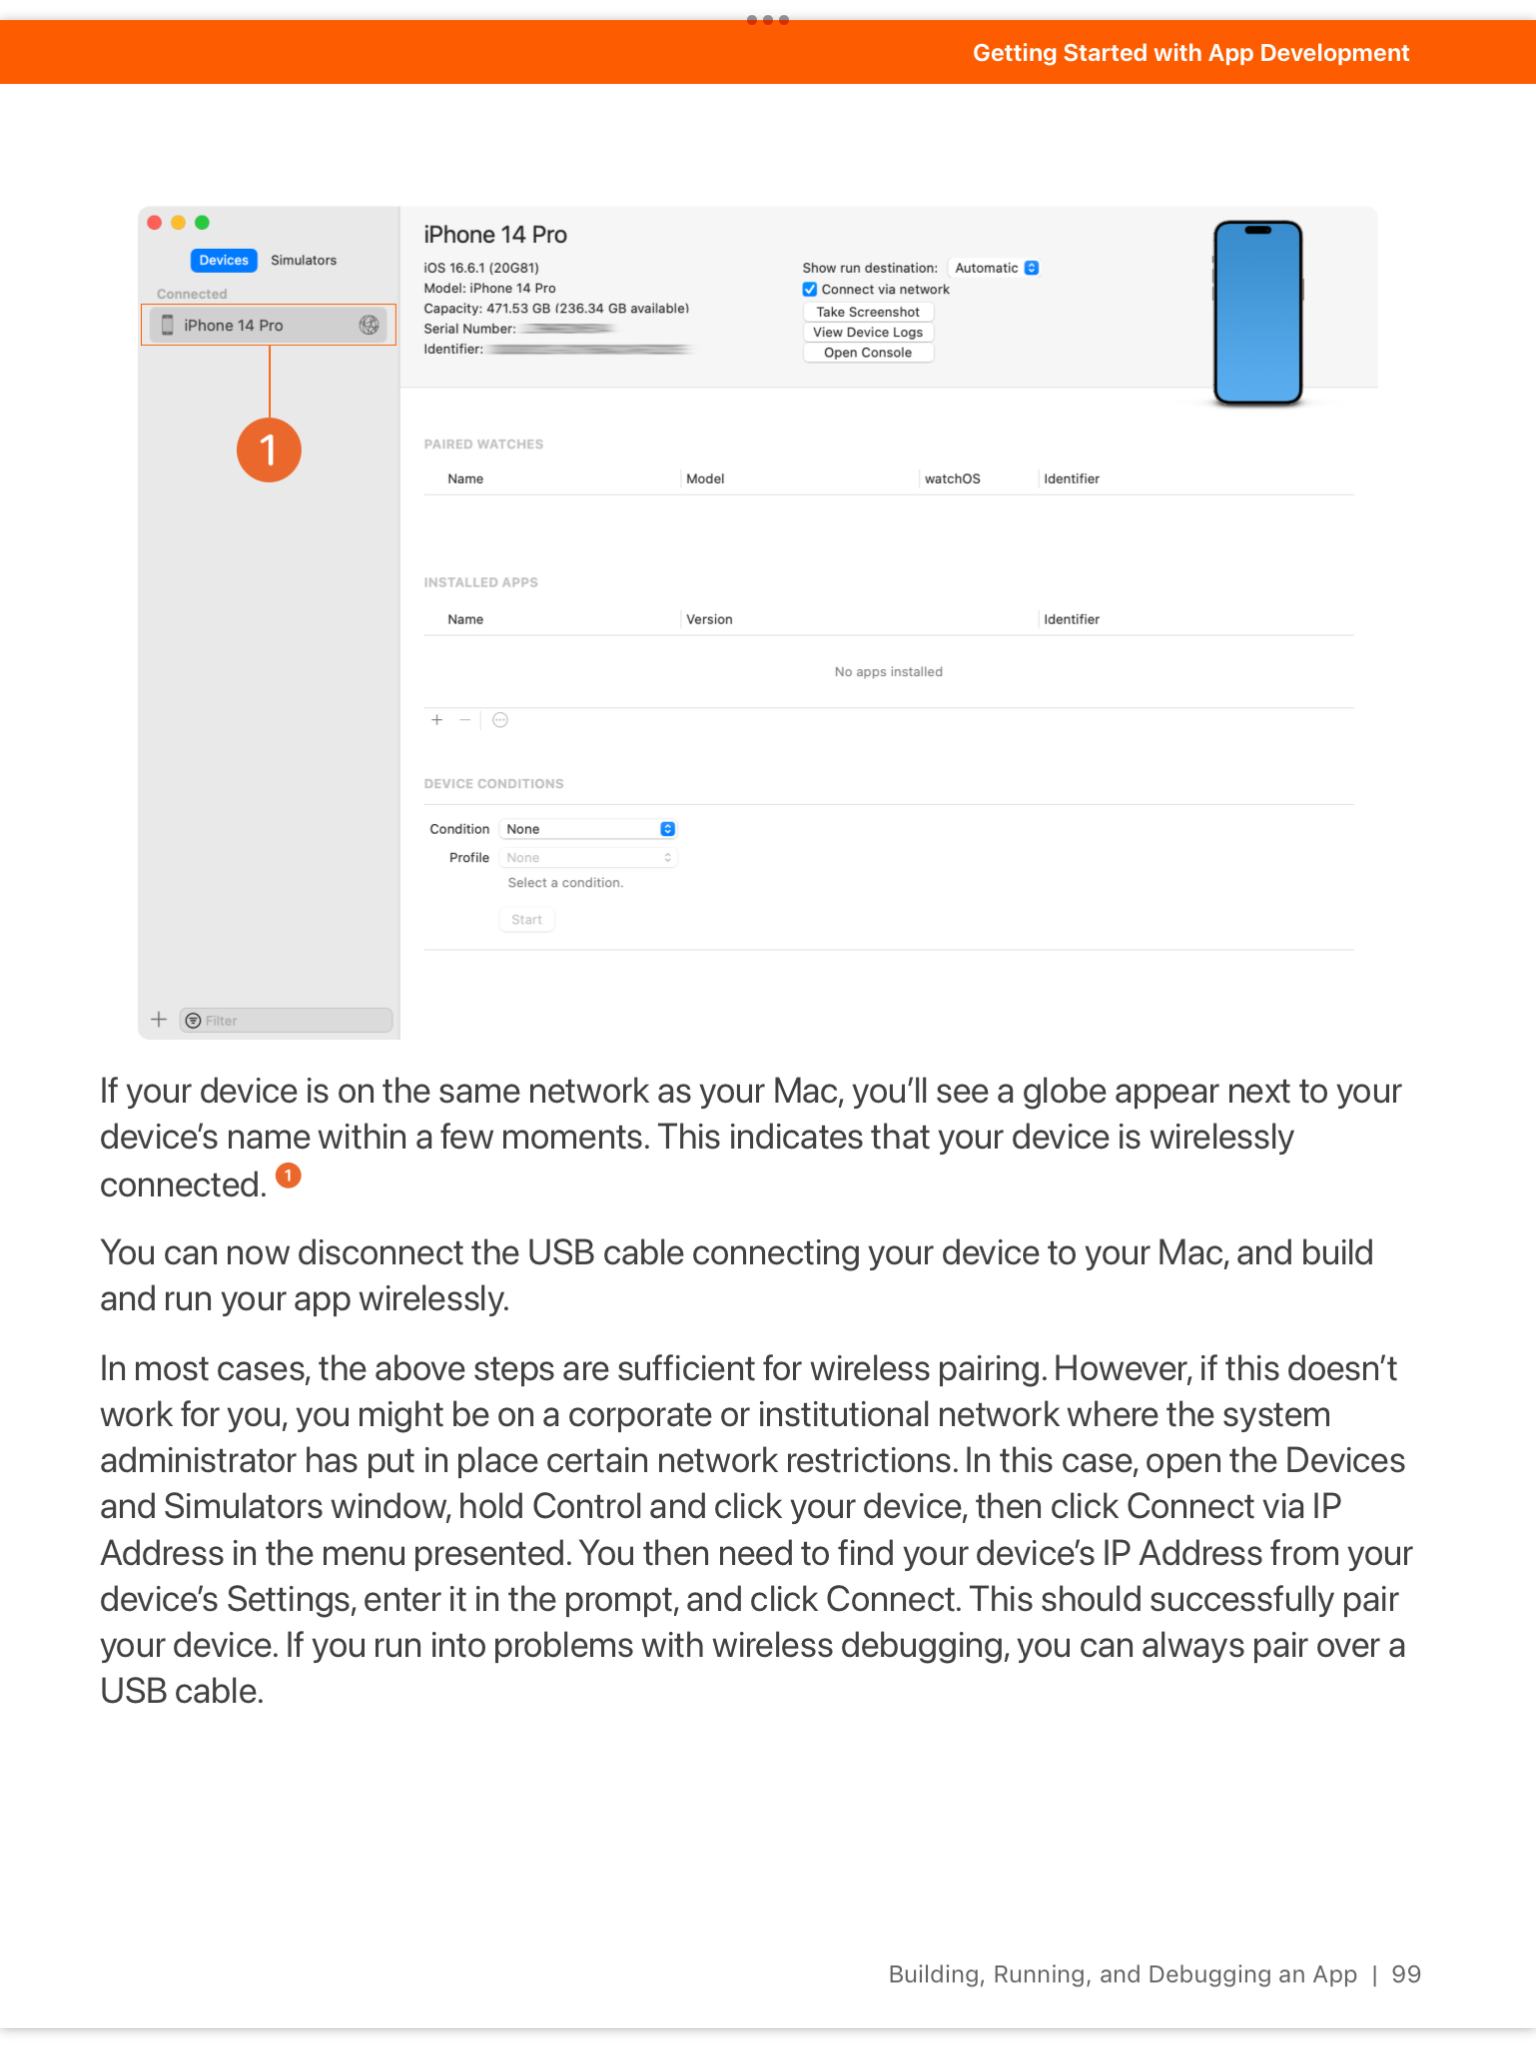 Getting Started with App Development
Devices Simulators
Connected
iPhone 14 Pro
1
iPhone 14 Pro
iOS 16.6.1 (20G81)
Model: iPhone 14 Pro
Capacity: 471.53 GB (236.34 GB available)
Serial Number:
Identifier:
Show run destination: Automatic
Connect via network
Take Screenshot
View Device Logs
Open Console
PAIRED WATCHES
Name Model watchOS Identifier
INSTALLED APPS
Name Version Identifier
No apps installed
DEVICE CONDITIONS
Condition None
Profile None
Select a condition.
Start
Filter
If your device is on the same network as your Mac, you’ll see a globe appear next to your
device’s name within a few moments. This indicates that your device is wirelessly
connected. 1
You can now disconnect the USB cable connecting your device to your Mac, and build
and run your app wirelessly.
In most cases, the above steps are sufficient for wireless pairing. However, if this doesn’t
work for you, you might be on a corporate or institutional network where the system
administrator has put in place certain network restrictions. In this case, open the Devices
and Simulators window, hold Control and click your device, then click Connect via IP
Address in the menu presented. You then need to find your device’s IP Address from your
device’s Settings, enter it in the prompt, and click Connect. This should successfully pair
your device. If you run into problems with wireless debugging, you can always pair over a
USB cable.
Building, Running, and Debugging an App | 99